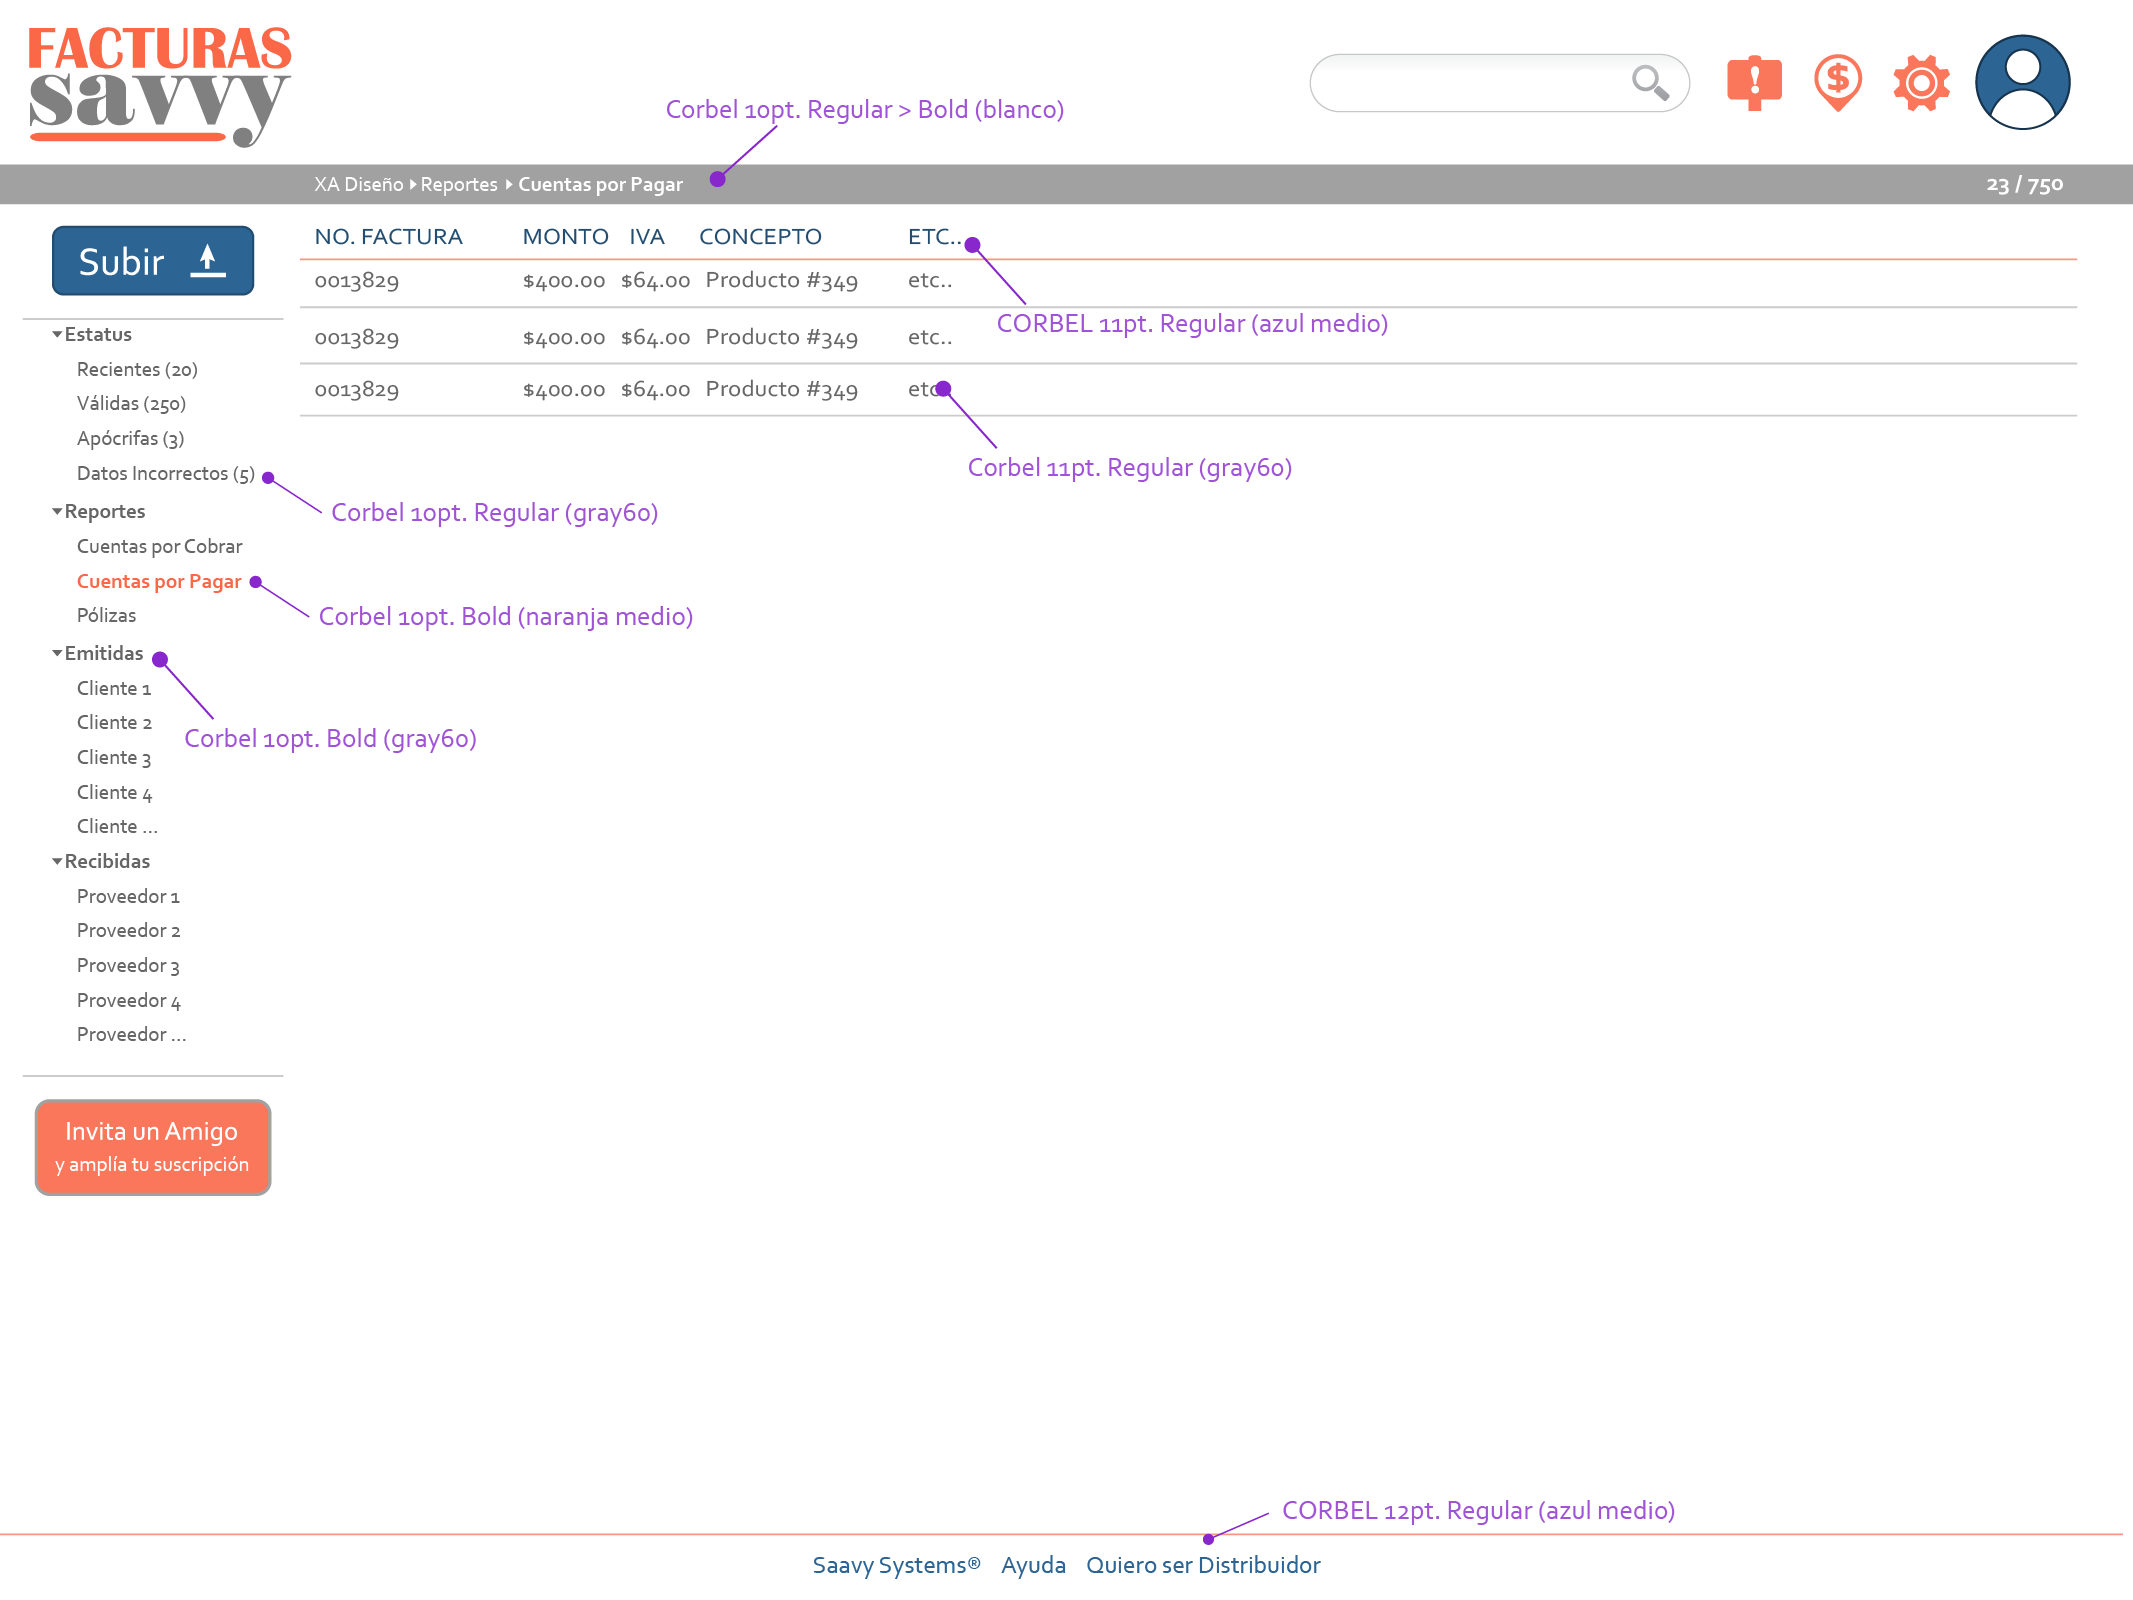 FACTURAS
savvy
Corbel 10pt. Regular > Bold (blanco)
XA Diseño Reportes Cuentas por Pagar 23 / 750
Subir
NO. FACTURA MONTO IVA CONCEPTO ETC..
0013829 $400.00 $64.00 Producto #349 etc..
CORBEL 11pt. Regular (azul medio)
0013829 $400.00 $64.00 Producto #349 etc..
0013829 $400.00 $64.00 Producto #349 etc
Corbel 11pt. Regular (gray60)
Estatus
Recientes (20)
Válidas (250)
Apócrifas (3)
Datos Incorrectos (5)
Corbel 10pt. Regular (gray60)
Reportes
Cuentas por Cobrar
Cuentas por Pagar
Corbel 10pt. Bold (naranja medio)
Pólizas
Emitidas
Cliente 1
Cliente 2
Corbel 10pt. Bold (gray60)
Cliente 3
Cliente 4
Cliente ...
Recibidas
Proveedor 1
Proveedor 2
Proveedor 3
Proveedor 4
Proveedor ...
Invita un Amigo
y amplía tu suscripción
CORBEL 12pt. Regular (azul medio)
Saavy Systems® Ayuda Quiero ser Distribuidor